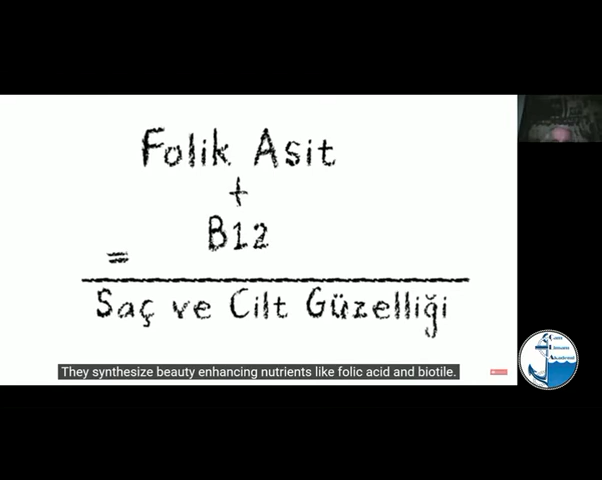 Folik Asit
+
B12
=
Saç ve Cilt Güzelliği
They synthesize beauty enhancing nutrients like folic acid and biotile.